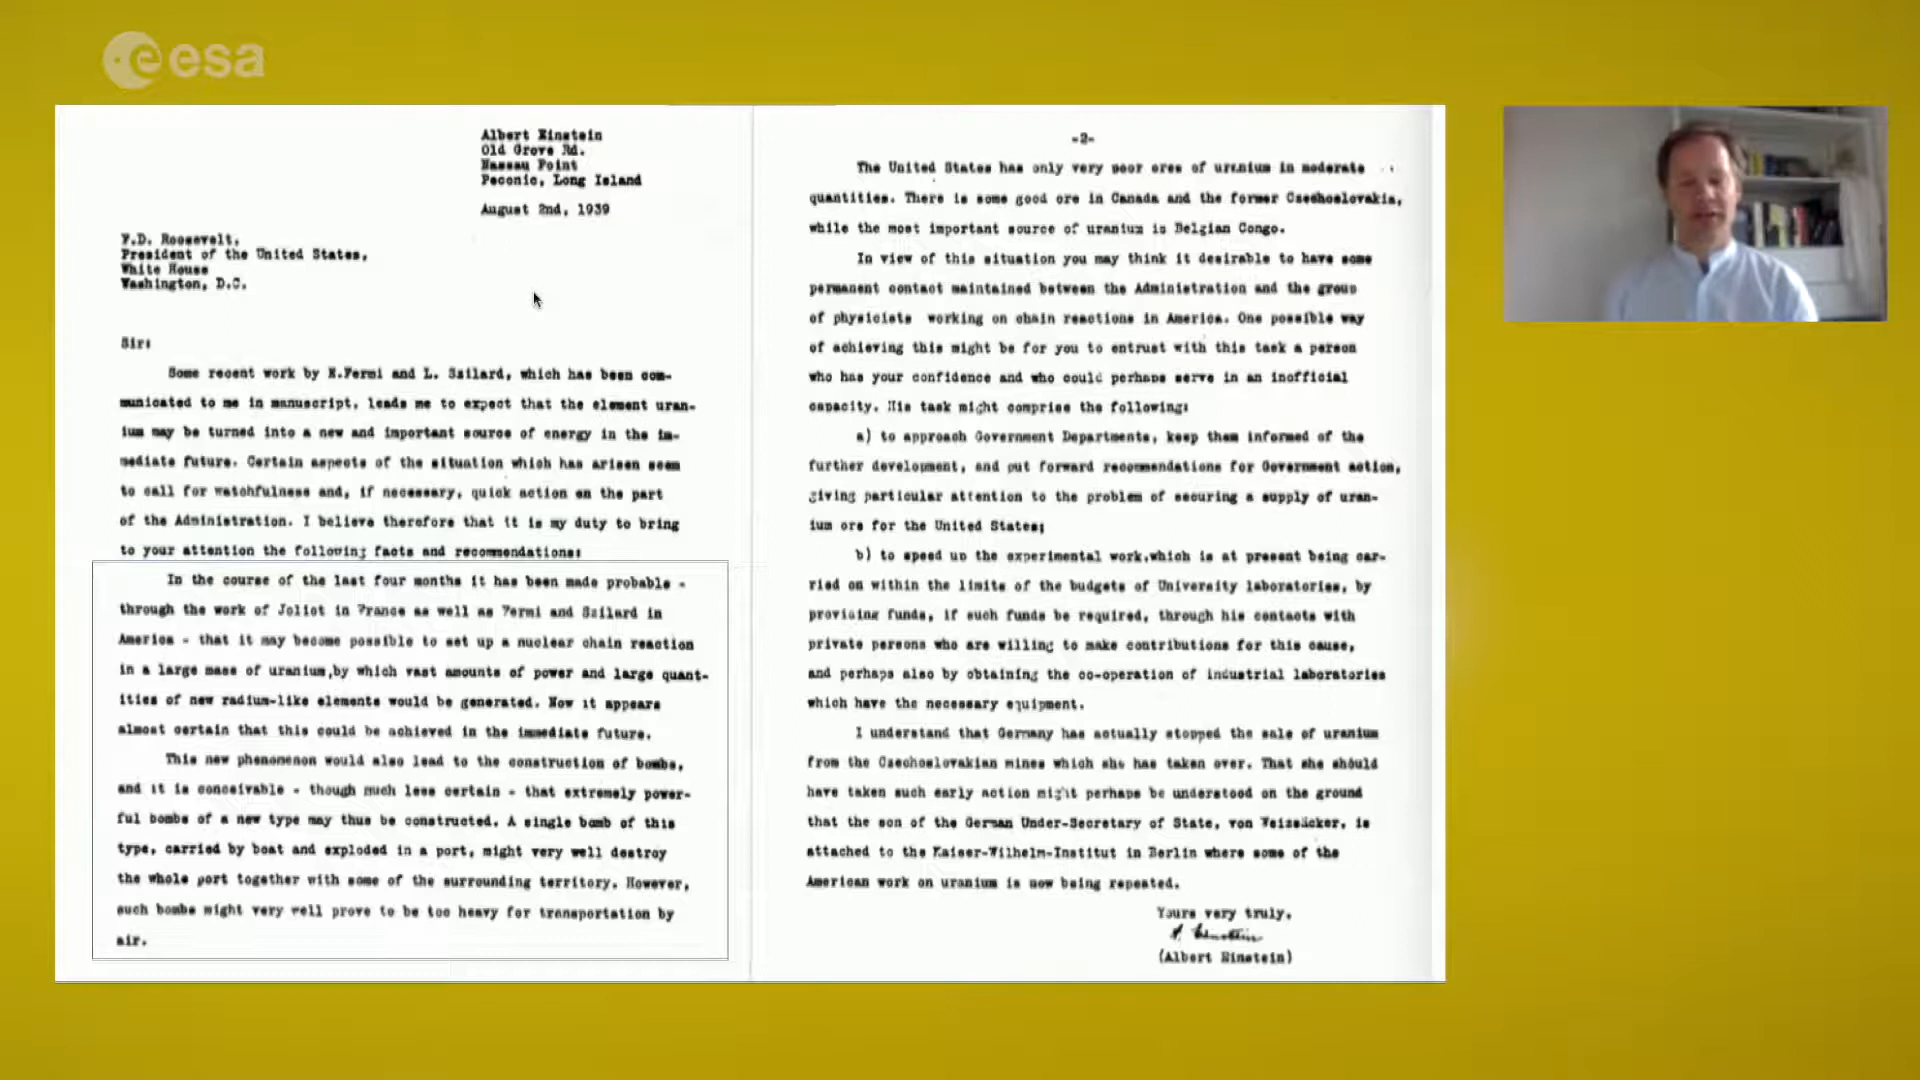 esa
Albert Einstein
Old Grove Rd.
Nassau Point
Peconic, Long Island
August 2nd, 1939
F.D. Roosevelt,
President of the United States,
White House
Washington, D.C.
Sir:
Some recent work by E.Fermi and L. Szilard, which has been com-
municated to me in manuscript, leads me to expect that the element uran-
ium may be turned into a new and important source of energy in the im-
mediate future. Certain aspects of the situation which has arisen seem
to call for watchfulness and, if necessary, quick action on the part
of the Administration. I believe therefore that it is my duty to bring
to your attention the following facts and recommendations:
In the course of the last four months it has been made probable -
through the work of Joliot in France as well as Fermi and Szilard in
America - that it may become possible to set up a nuclear chain reaction
in a large mass of uranium,by which vast amounts of power and large quant-
ities of new radium-like elements would be generated. Now it appears
almost certain that this could be achieved in the immediate future.
This new phenomenon would also lead to the construction of bombs,
and it is conceivable - though much less certain - that extremely power-
ful bombs of a new type may thus be constructed. A single bomb of this
type, carried by boat and exploded in a port, might very well destroy
the whole port together with some of the surrounding territory. However,
such bombs might very well prove to be too heavy for transportation by
air.
-2-
The United States has only very poor ores of uranium in moderate
quantities. There is some good ore in Canada and the former Czechoslovakia,
while the most important source of uranium is Belgian Congo.
In view of this situation you may think it desirable to have some
permanent contact maintained between the Administration and the group
of physicists working on chain reactions in America. One possible way
of achieving this might be for you to entrust with this task a person
who has your confidence and who could perhaps serve in an inofficial
capacity. His task might comprise the following:
a) to approach Government Departments, keep them informed of the
further development, and put forward recommendations for Government action,
giving particular attention to the problem of securing a supply of uran-
ium ore for the United States;
b) to speed up the experimental work,which is at present being car-
ried on within the limits of the budgets of University laboratories, by
providing funds, if such funds be required, through his contacts with
private persons who are willing to make contributions for this cause,
and perhaps also by obtaining the co-operation of industrial laboratories
which have the necessary equipment.
I understand that Germany has actually stopped the sale of uranium
from the Czechoslovakian mines which she has taken over. That she should
have taken such early action might perhaps be understood on the ground
that the son of the German Under-Secretary of State, von Weizsäcker, is
attached to the Kaiser-Wilhelm-Institut in Berlin where some of the
American work on uranium is now being repeated.
Yours very truly,
A. Einstein
(Albert Einstein)